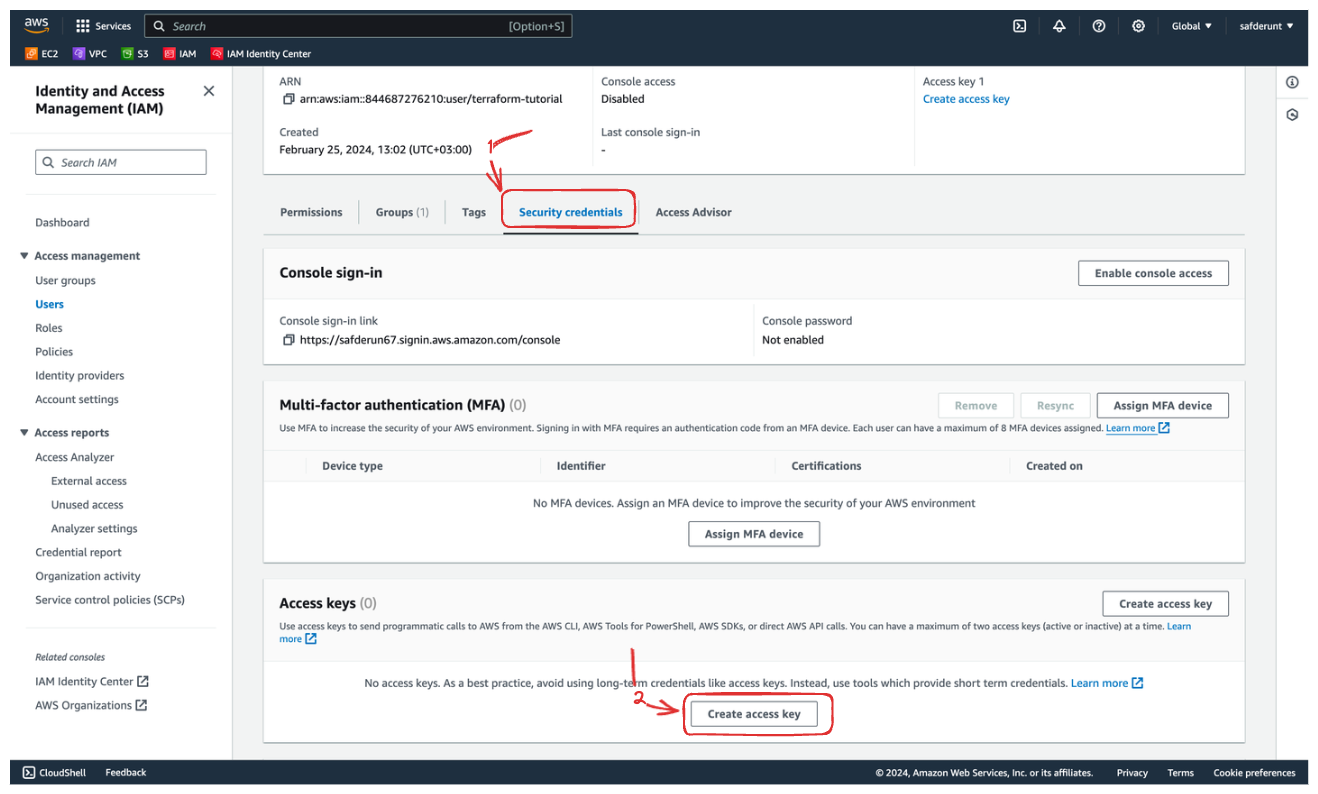 aws
Services
Search [Option+S]
Global ▼
safderunt ▼
EC2 VPC S3 IAM IAM Identity Center
Identity and Access
Management (IAM)
Search IAM
Dashboard
Access management
User groups
Users
Roles
Policies
Identity providers
Account settings
Access reports
Access Analyzer
External access
Unused access
Analyzer settings
Credential report
Organization activity
Service control policies (SCPs)
Related consoles
IAM Identity Center
AWS Organizations
ARN
arn:aws:iam::844687276210:user/terraform-tutorial
Console access
Disabled
Access key 1
Create access key
Created
February 25, 2024, 13:02 (UTC+03:00)
Last console sign-in
-
1
Permissions Groups (1) Tags Security credentials Access Advisor
Console sign-in
Enable console access
Console sign-in link
https://safderun67.signin.aws.amazon.com/console
Console password
Not enabled
Multi-factor authentication (MFA) (0)
Remove Resync Assign MFA device
Use MFA to increase the security of your AWS environment. Signing in with MFA requires an authentication code from an MFA device. Each user can have a maximum of 8 MFA devices assigned. Learn more
Device type Identifier Certifications Created on
No MFA devices. Assign an MFA device to improve the security of your AWS environment
Assign MFA device
Access keys (0)
Create access key
Use access keys to send programmatic calls to AWS from the AWS CLI, AWS Tools for PowerShell, AWS SDKs, or direct AWS API calls. You can have a maximum of two access keys (active or inactive) at a time. Learn
more
No access keys. As a best practice, avoid using long-term credentials like access keys. Instead, use tools which provide short term credentials. Learn more
2
Create access key
CloudShell Feedback
© 2024, Amazon Web Services, Inc. or its affiliates. Privacy Terms Cookie preferences